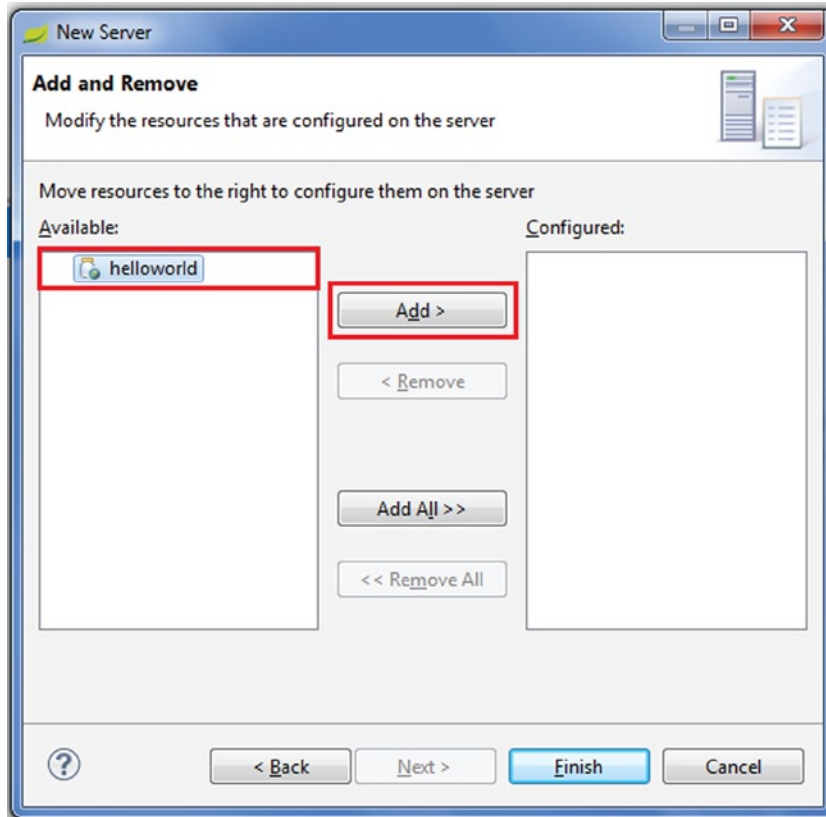 New Server
Add and Remove
Modify the resources that are configured on the server
Move resources to the right to configure them on the server
Available:
Configured:
helloworld
Add >
< Remove
Add All >>
<< Remove All
?
< Back
Next >
Finish
Cancel